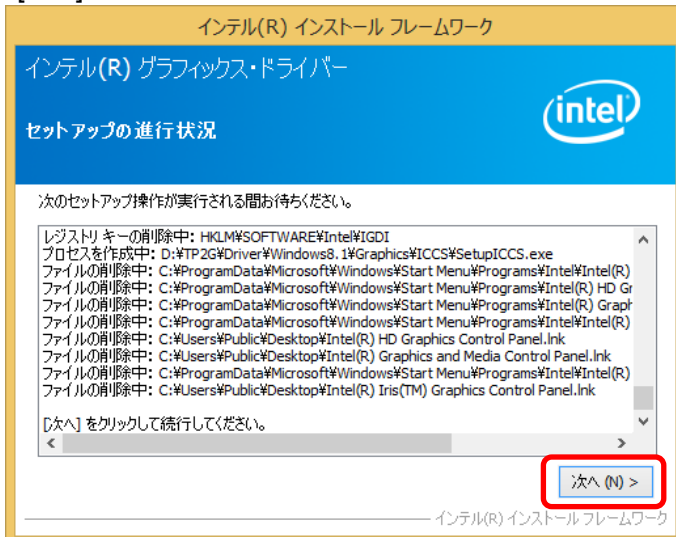 インテル(R) インストール フレームワーク
インテル(R) グラフィックス・ドライバー
intel
セットアップの進行状況
次のセットアップ操作が実行される間お待ちください。
レジストリ キーの削除中: HKLM¥SOFTWARE¥Intel¥IGDI
プロセスを作成中: D:¥TP2G¥Driver¥Windows8.1¥Graphics¥ICCS¥SetupICCS.exe
ファイルの削除中: C:¥ProgramData¥Microsoft¥Windows¥Start Menu¥Programs¥Intel¥Intel(R)
ファイルの削除中: C:¥ProgramData¥Microsoft¥Windows¥Start Menu¥Programs¥Intel(R) HD Gr
ファイルの削除中: C:¥ProgramData¥Microsoft¥Windows¥Start Menu¥Programs¥Intel(R) Graph
ファイルの削除中: C:¥ProgramData¥Microsoft¥Windows¥Start Menu¥Programs¥Intel¥Intel(R)
ファイルの削除中: C:¥Users¥Public¥Desktop¥Intel(R) HD Graphics Control Panel.lnk
ファイルの削除中: C:¥Users¥Public¥Desktop¥Intel(R) Graphics and Media Control Panel.lnk
ファイルの削除中: C:¥ProgramData¥Microsoft¥Windows¥Start Menu¥Programs¥Intel¥Intel(R)
ファイルの削除中: C:¥Users¥Public¥Desktop¥Intel(R) Iris(TM) Graphics Control Panel.lnk
[次へ] をクリックして続行してください。
次へ (N) >
インテル(R) インストール フレームワーク